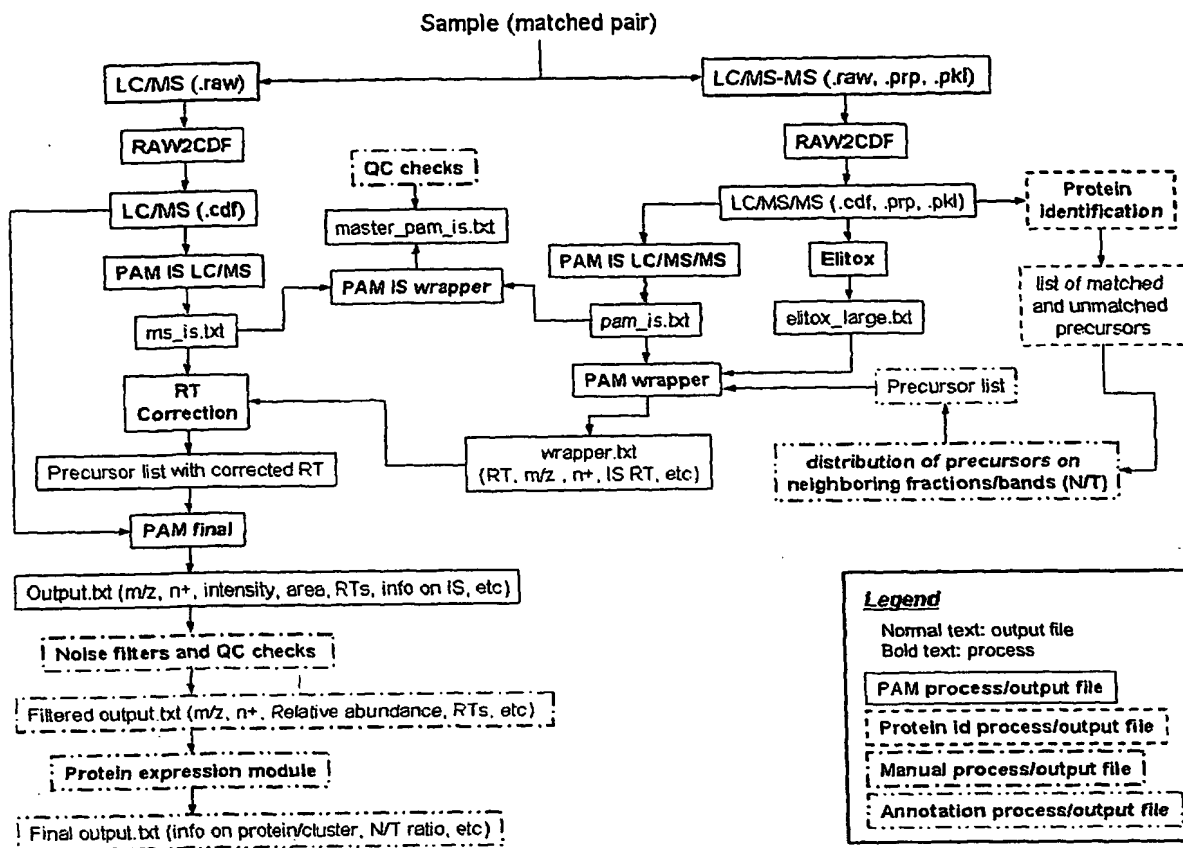 Sample (matched pair)
LC/MS (.raw)
LC/MS-MS (.raw, .prp, .pkl)
RAW2CDF
RAW2CDF
QC checks
LC/MS (.cdf)
LC/MS/MS (.cdf, .prp, .pkl)
Protein
identification
master_pam_is.txt
PAM IS LC/MS
PAM IS wrapper
PAM IS LC/MS/MS
Elitox
list of matched
and unmatched
precursors
ms_is.txt
pam_is.txt
elitox_large.txt
RT
Correction
PAM wrapper
Precursor list
Precursor list with corrected RT
wrapper.txt
(RT, m/z , n+, IS RT, etc)
distribution of precursors on
neighboring fractions/bands (N/T)
PAM final
Output.txt (m/z, n+, intensity, area, RTs, info on IS, etc)
Noise filters and QC checks
Filtered output.txt (m/z, n+, Relative abundance, RTs, etc)
Protein expression module
Final output.txt (info on protein/cluster, N/T ratio, etc)
Legend
Normal text: output file
Bold text: process
PAM process/output file
Protein id process/output file
Manual process/output file
Annotation process/output file